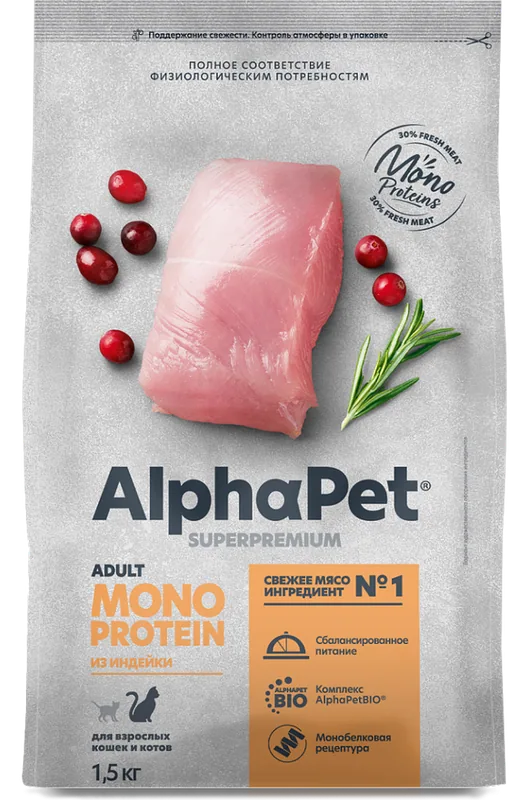 Поддержание свежести. Контроль атмосферы в упаковке
ПОЛНОЕ СООТВЕТСТВИЕ
ФИЗИОЛОГИЧЕСКИМ ПОТРЕБНОСТЯМ
30% FRESH MEAT
Mono
Proteins
30% FRESH MEAT
AlphaPet®
SUPERPREMIUM
ADULT
MONO
PROTEIN
ИЗ ИНДЕЙКИ
для взрослых
кошек и котов
1,5 кг
СВЕЖЕЕ МЯСО
ИНГРЕДИЕНТ №1
Сбалансированное
питание
ALPHAPET
BIO
Комплекс
AlphaPetBIO®
Монобелковая
рецептура